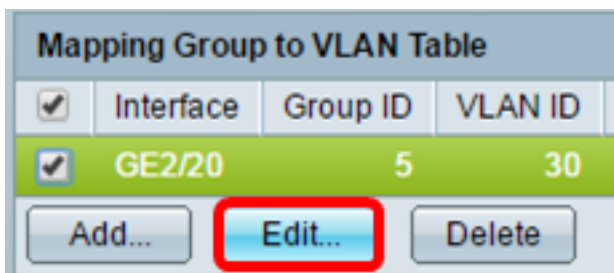 Mapping Group to VLAN Table
Interface Group ID VLAN ID
GE2/20 5 30
Add... Edit... Delete